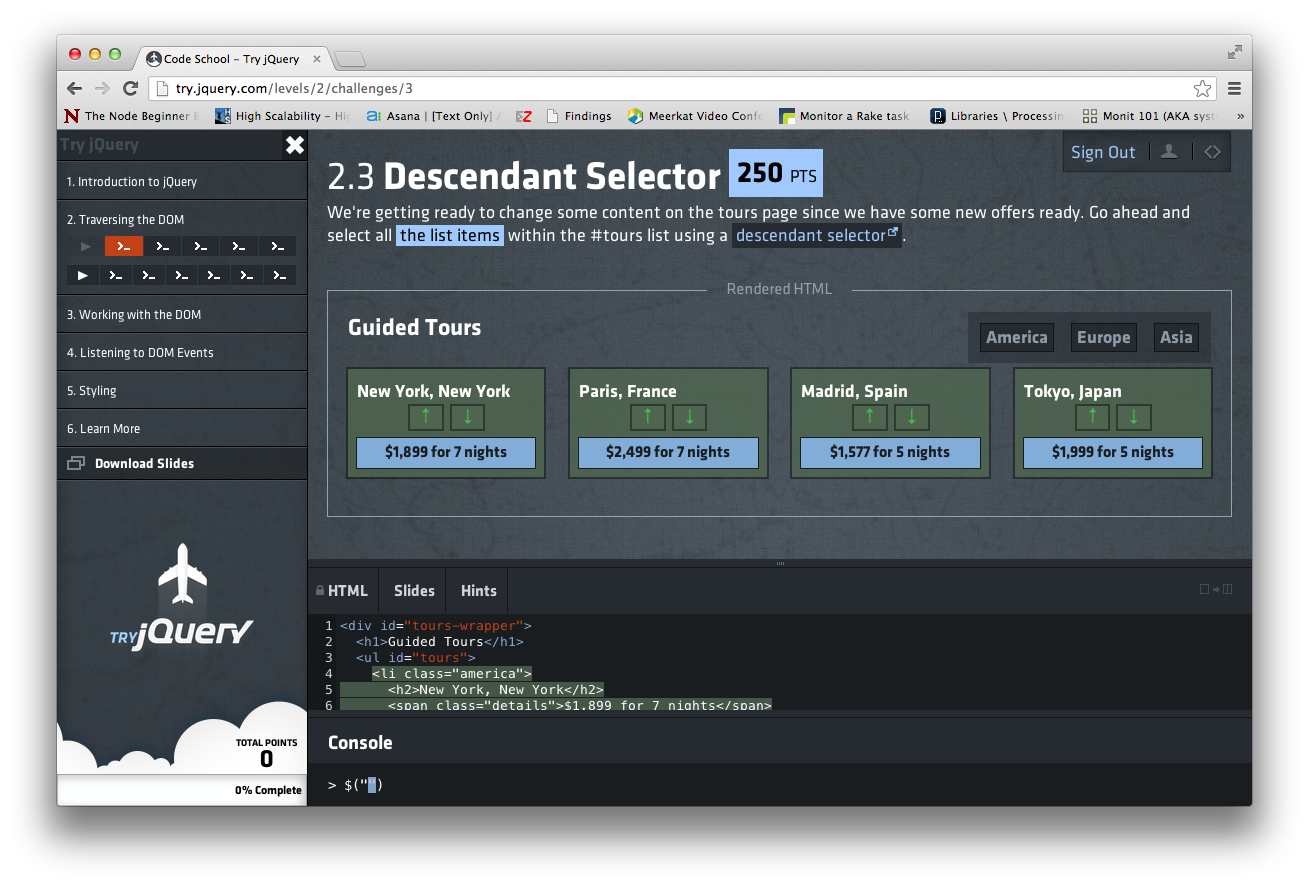 Code School – Try jQuery
try.jquery.com/levels/2/challenges/3
The Node Beginner
High Scalability –
Asana | [Text Only]
Findings
Meerkat Video
Monitor a Rake task
Libraries \ Processin
Monit 101 (AKA
»
Try jQuery
1. Introduction to jQuery
2. Traversing the DOM
3. Working with the DOM
4. Listening to DOM Events
5. Styling
6. Learn More
Download Slides
TRY jQuery
TOTAL POINTS
0
0% Complete
Sign Out
2.3 Descendant Selector 250 PTS
We're getting ready to change some content on the tours page since we have some new offers ready. Go ahead and
select all the list items within the #tours list using a descendant selector.
Rendered HTML
Guided Tours
America Europe Asia
New York, New York
↑ ↓
$1,899 for 7 nights
Paris, France
↑ ↓
$2,499 for 7 nights
Madrid, Spain
↑ ↓
$1,577 for 5 nights
Tokyo, Japan
↑ ↓
$1,999 for 5 nights
HTML Slides Hints
1 <div id="tours-wrapper">
2 <h1>Guided Tours</h1>
3 <ul id="tours">
4 <li class="america">
5 <h2>New York, New York</h2>
6 <span class="details">$1,899 for 7 nights</span>
Console
> $("")